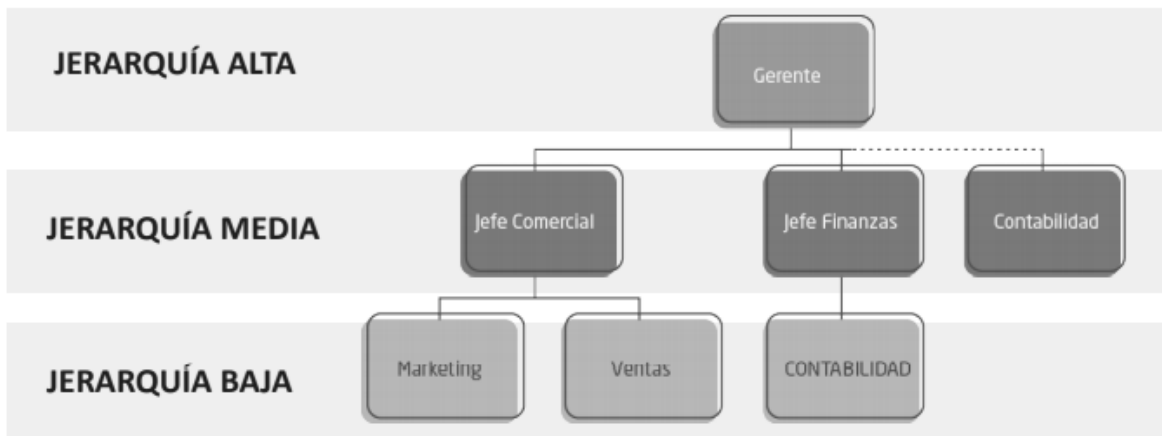 JERARQUÍA ALTA
Gerente
JERARQUÍA MEDIA
Jefe Comercial
Jefe Finanzas
Contabilidad
JERARQUÍA BAJA
Marketing
Ventas
CONTABILIDAD